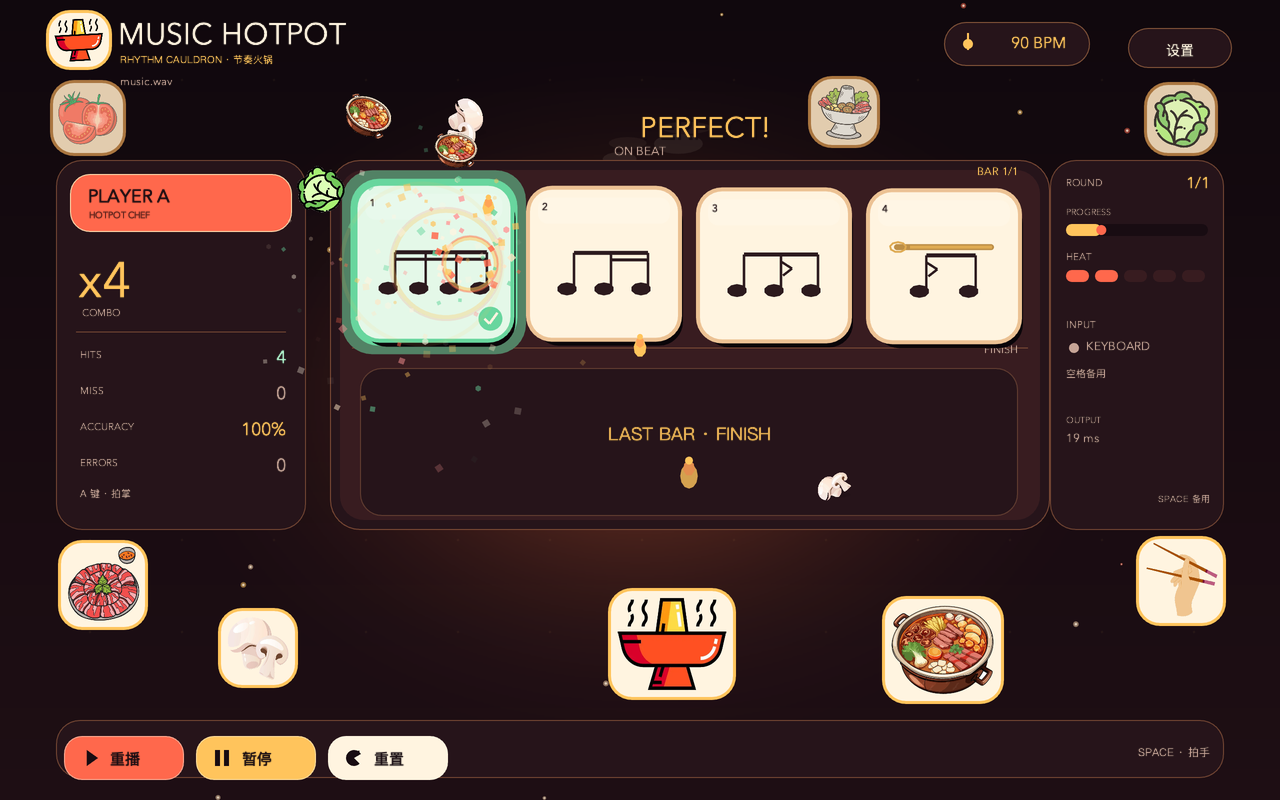 MUSIC HOTPOT
RHYTHM CAULDRON · 节奏火锅
music.wav
90 BPM
设置
PERFECT!
ON BEAT
PLAYER A
HOTPOT CHEF
x4
COMBO
HITS 4
MISS 0
ACCURACY 100%
ERRORS 0
A 键 · 拍掌
BAR 1/1
1
2
3
4
FINISH
LAST BAR · FINISH
ROUND 1/1
PROGRESS
HEAT
INPUT
KEYBOARD
空格备用
OUTPUT
19 ms
SPACE 备用
重播
暂停
重置
SPACE · 拍手